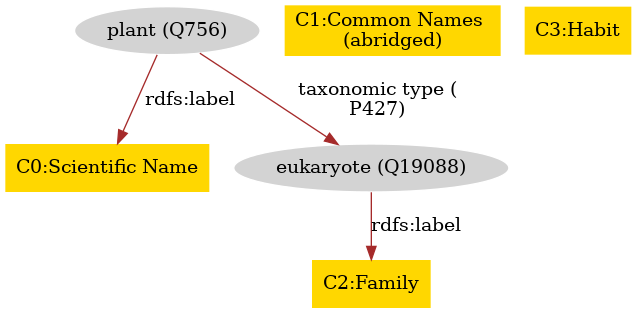 plant (Q756)
C1:Common Names
(abridged)
C3:Habit
rdfs:label
taxonomic type (
P427)
C0:Scientific Name
eukaryote (Q19088)
rdfs:label
C2:Family